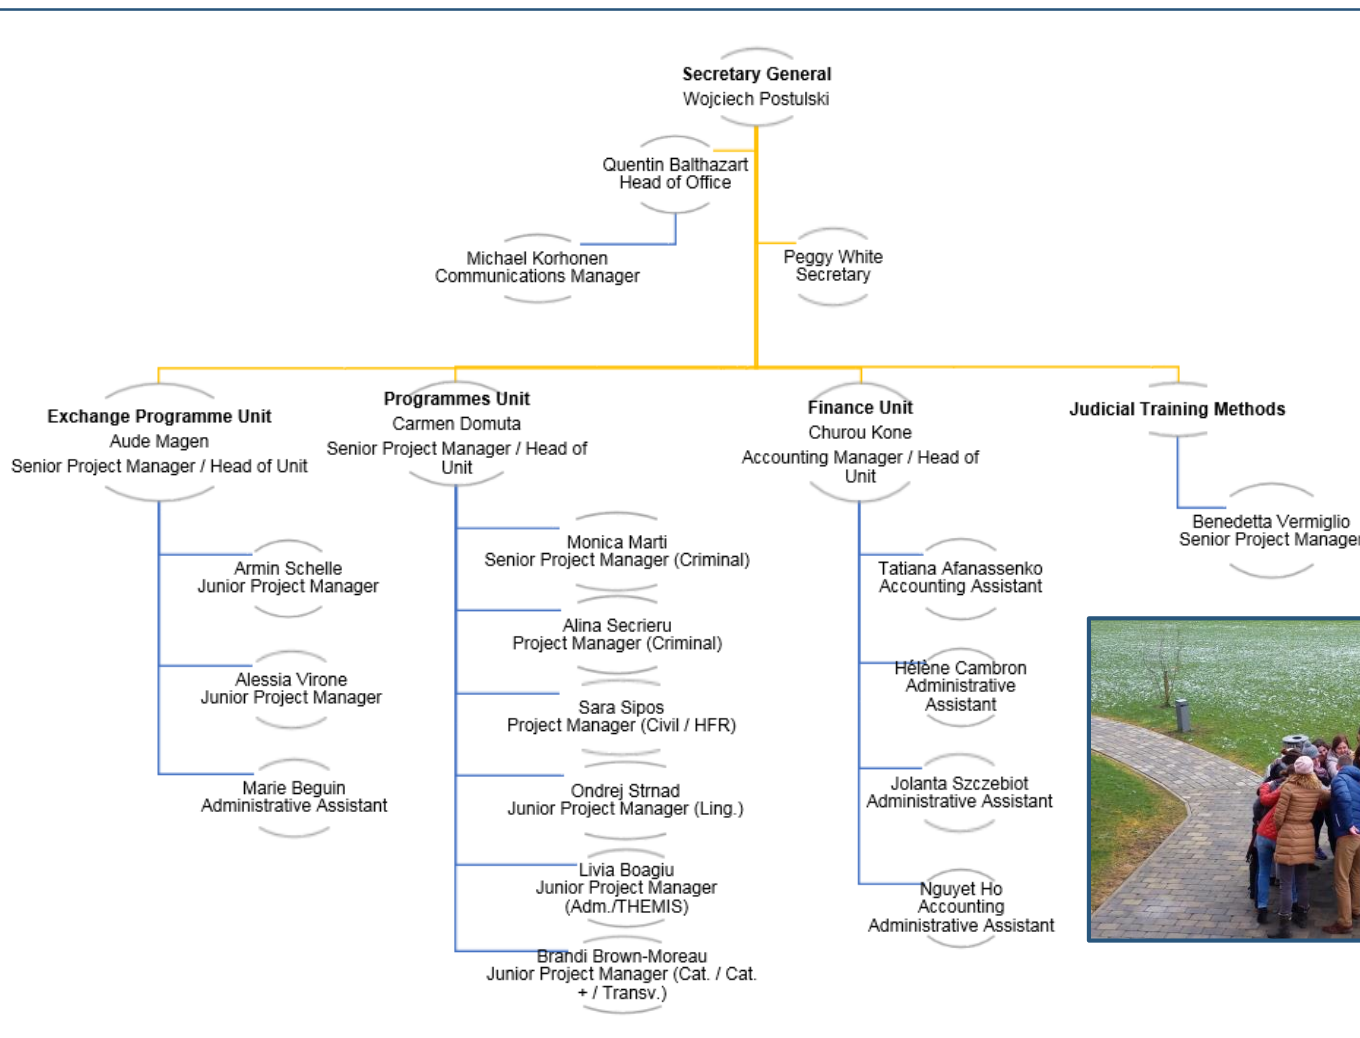 Secretary General
Wojciech Postulski
Quentin Balthazart
Head of Office
Michael Korhonen
Communications Manager
Peggy White
Secretary
Exchange Programme Unit
Aude Magen
Senior Project Manager / Head of Unit
Programmes Unit
Carmen Domuta
Senior Project Manager / Head of
Unit
Finance Unit
Churou Kone
Accounting Manager / Head of
Unit
Judicial Training Methods
Armin Schelle
Junior Project Manager
Alessia Virone
Junior Project Manager
Marie Beguin
Administrative Assistant
Monica Marti
Senior Project Manager (Criminal)
Alina Secrieru
Project Manager (Criminal)
Sara Sipos
Project Manager (Civil / HFR)
Ondrej Strnad
Junior Project Manager (Ling.)
Livia Boagiu
Junior Project Manager
(Adm./THEMIS)
Brandi Brown-Moreau
Junior Project Manager (Cat. / Cat.
+ / Transv.)
Tatiana Afanassenko
Accounting Assistant
Hélène Cambron
Administrative
Assistant
Jolanta Szczebiot
Administrative Assistant
Nguyet Ho
Accounting
Administrative Assistant
Benedetta Vermiglio
Senior Project Manager